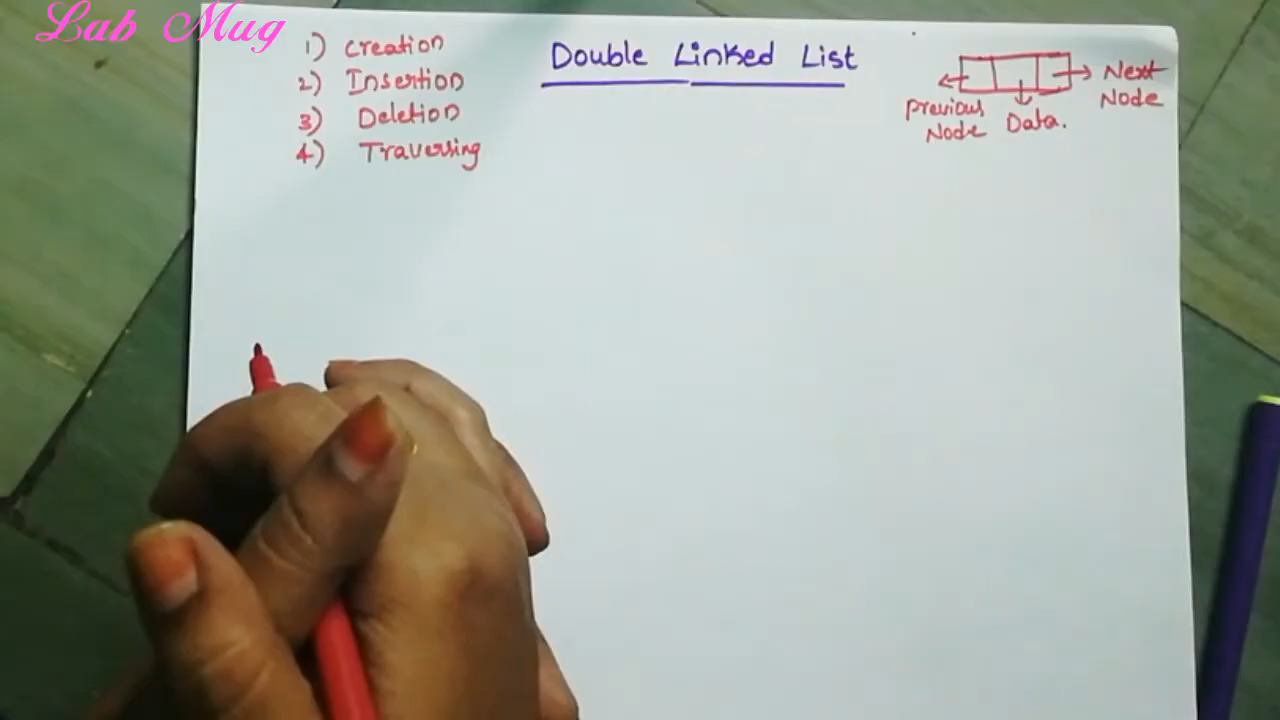 Lab Mug
Double Linked List
1) Creation
2) Insertion
3) Deletion
4) Traversing
Previous
Node
Data.
Next
Node